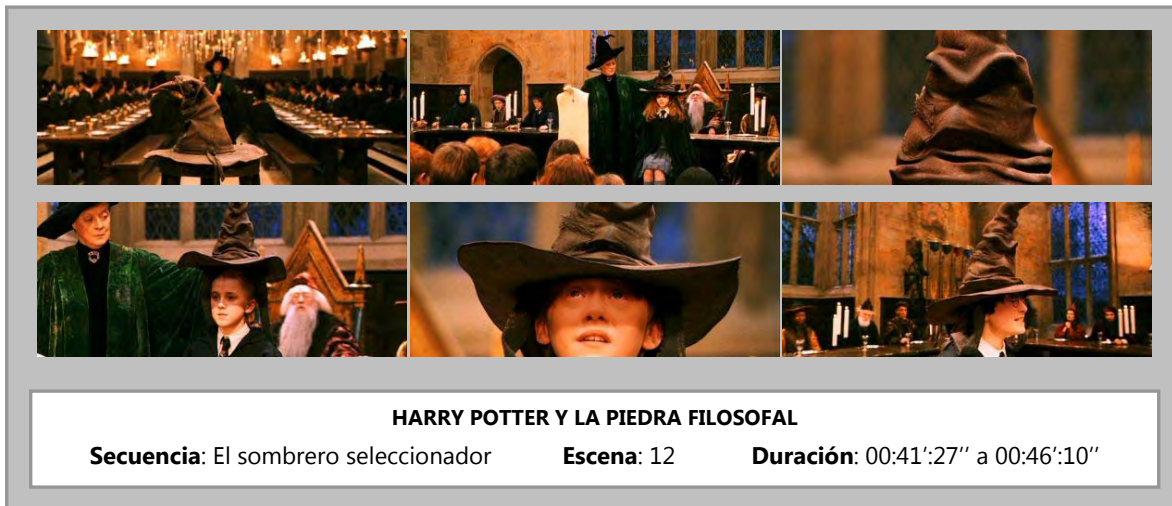 HARRY POTTER Y LA PIEDRA FILOSOFAL
Secuencia: El sombrero seleccionador Escena: 12 Duración: 00:41':27'' a 00:46':10''